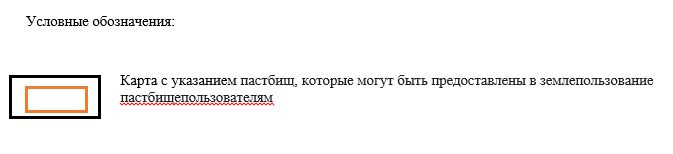 Условные обозначения:
Карта с указанием пастбищ, которые могут быть предоставлены в землепользование
пастбищепользователям